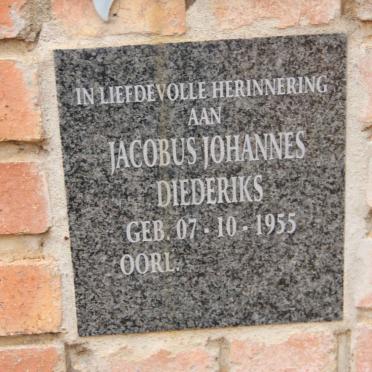 IN LIEFDEVOLLE HERINNERING
AAN
JACOBUS JOHANNES
DIEDERIKS
GEB. 07 - 10 - 1955
OORL.